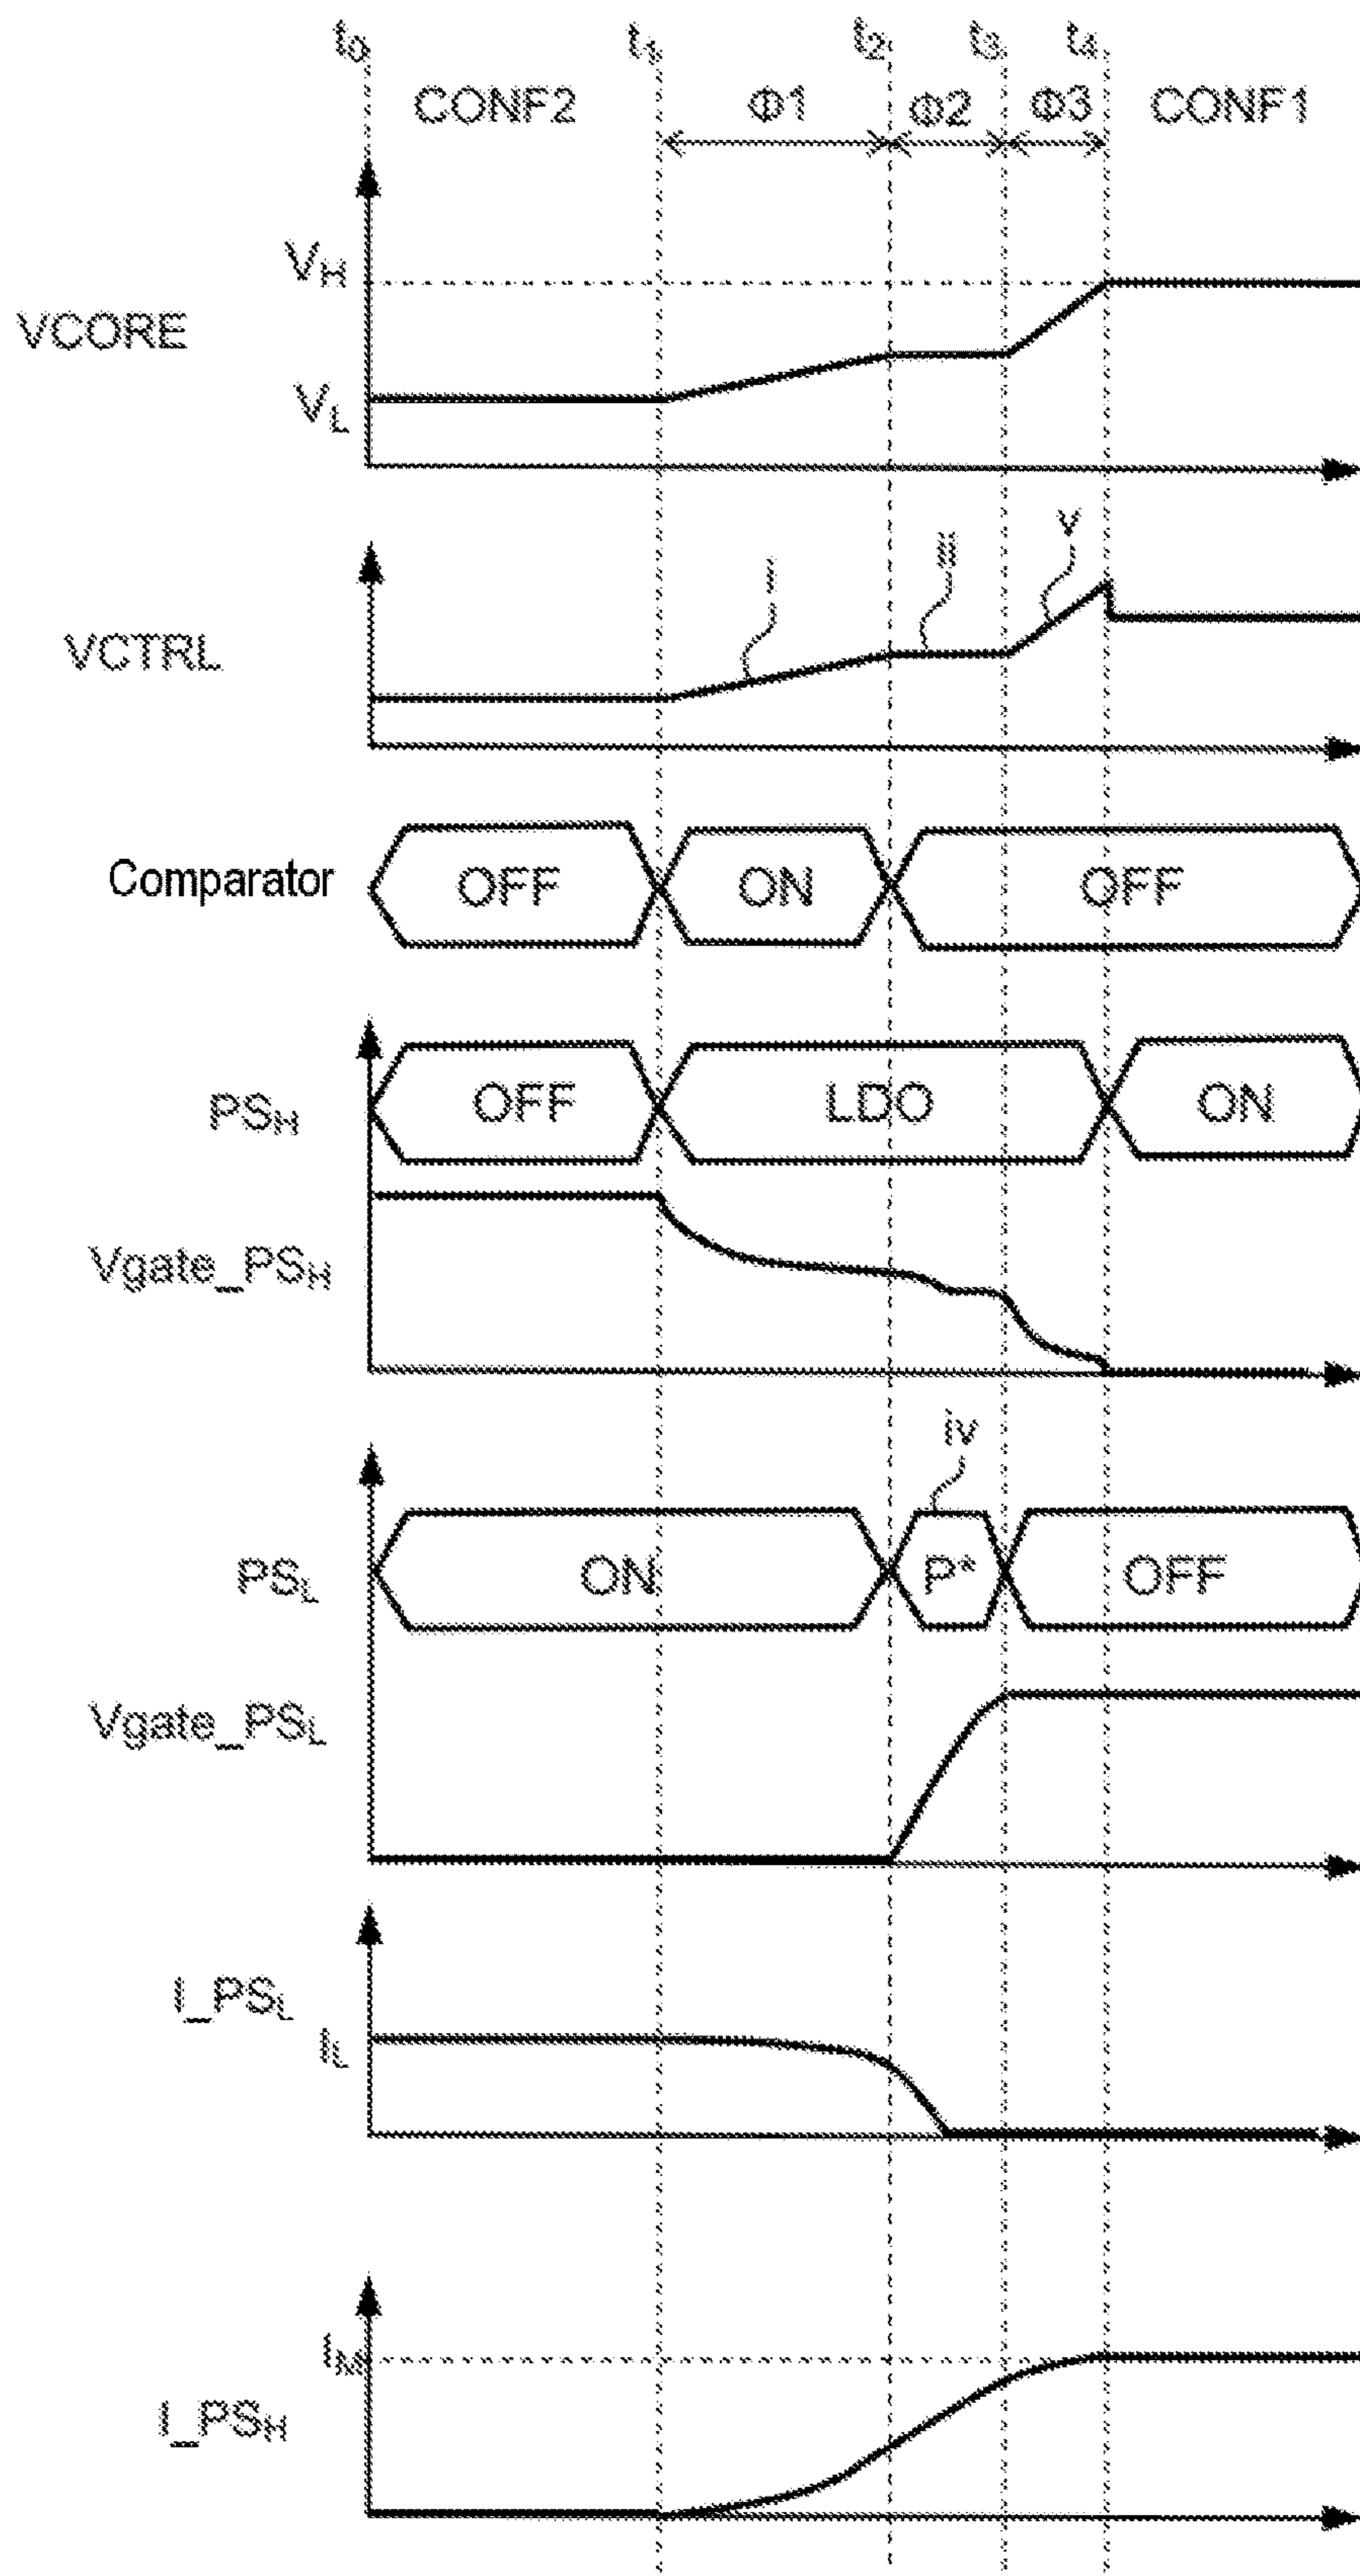 t0 t1 t2 t3 t4
CONF2 Φ1 Φ2 Φ3 CONF1
VH
VCORE
VL
i ii v
VCTRL
Comparator OFF ON OFF
PSH OFF LDO ON
Vgate_PSH
iv
PSL ON P* OFF
Vgate_PSL
I_PSL
IL
IM
I_PSH